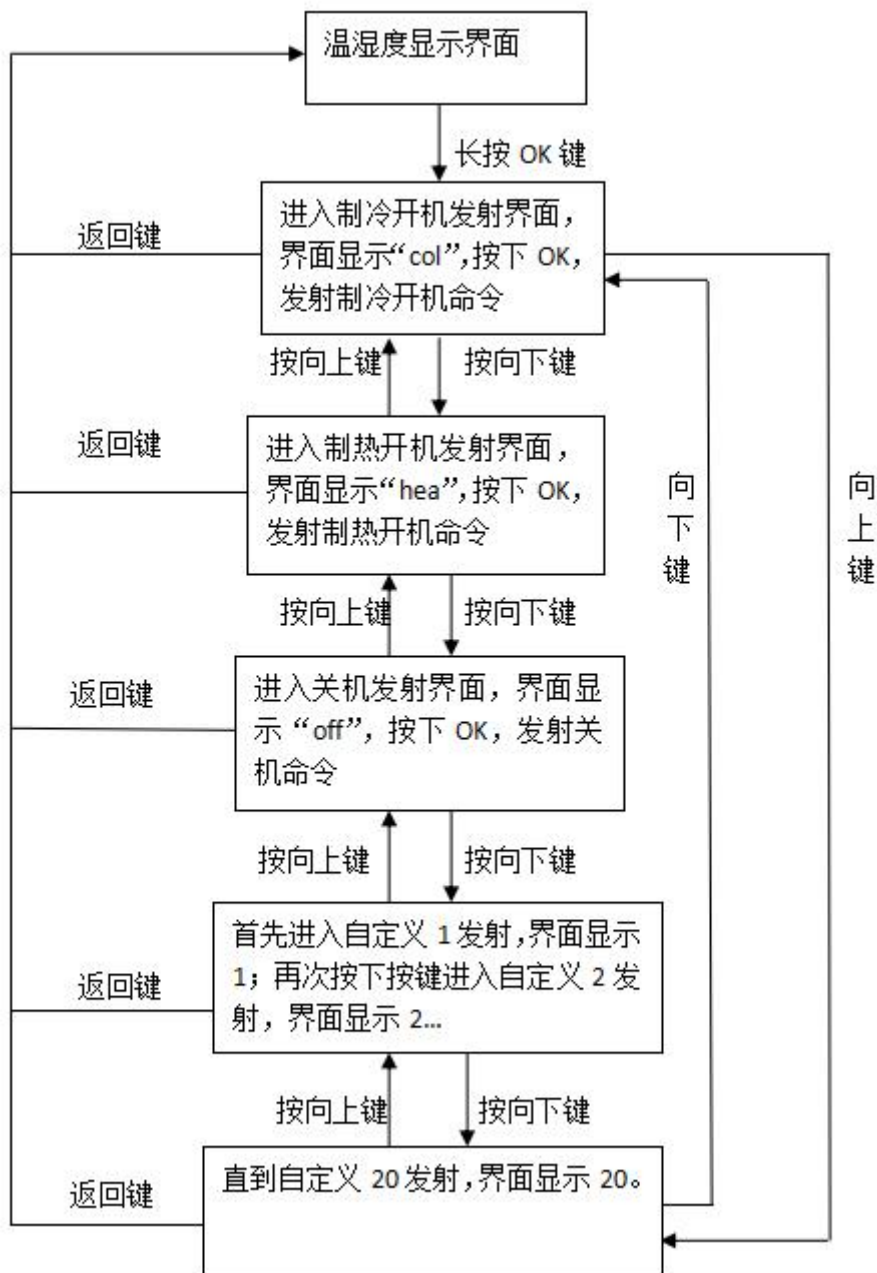 温湿度显示界面
长按 OK 键
返回键
进入制冷开机发射界面，
界面显示“col”,按下 OK，
发射制冷开机命令
按向上键
按向下键
返回键
进入制热开机发射界面，
界面显示“hea”,按下 OK，
发射制热开机命令
向下键
向上键
按向上键
按向下键
返回键
进入关机发射界面，界面显
示“off”，按下 OK，发射关
机命令
按向上键
按向下键
返回键
首先进入自定义 1 发射,界面显示
1；再次按下按键进入自定义 2 发
射，界面显示 2...
按向上键
按向下键
返回键
直到自定义 20 发射,界面显示 20。